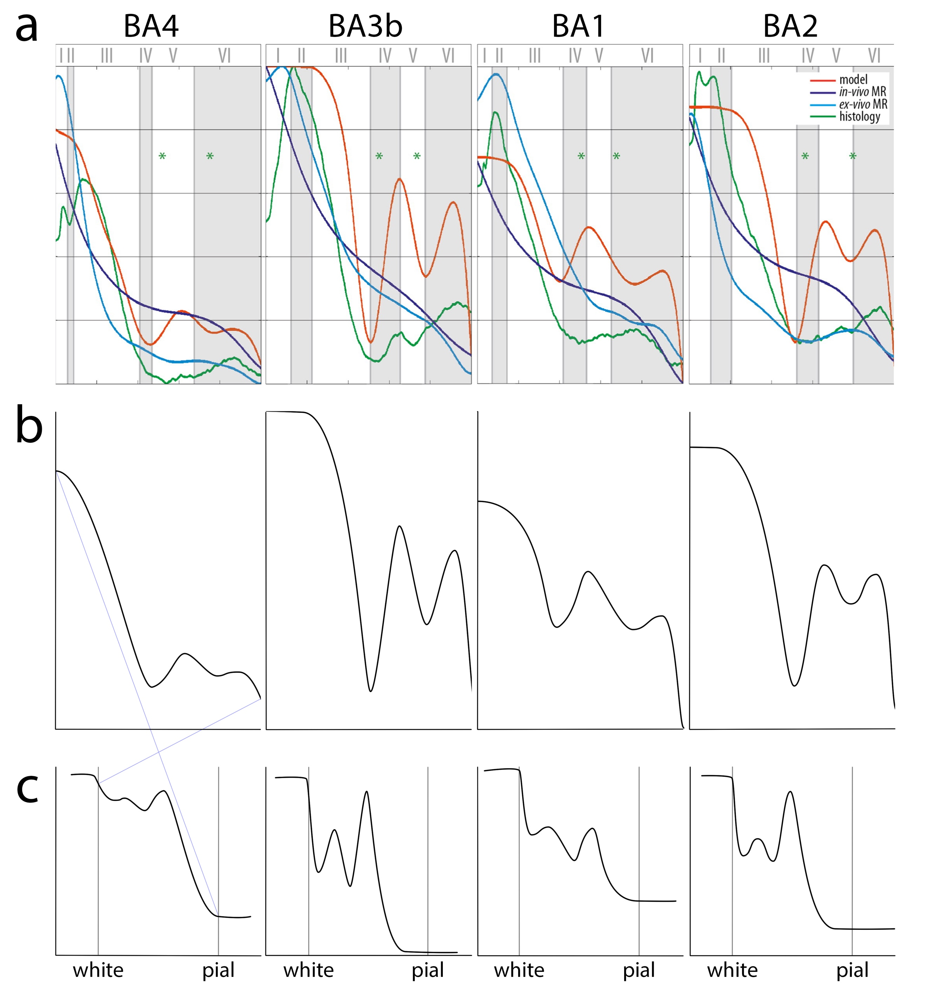 a
BA4 BA3b BA1 BA2
I II III IV V VI I II III IV V VI I II III IV V VI I II III IV V VI
model
in-vivo MR
ex-vivo MR
histology
* * * * * * * *
b
c
white pial white pial white pial white pial